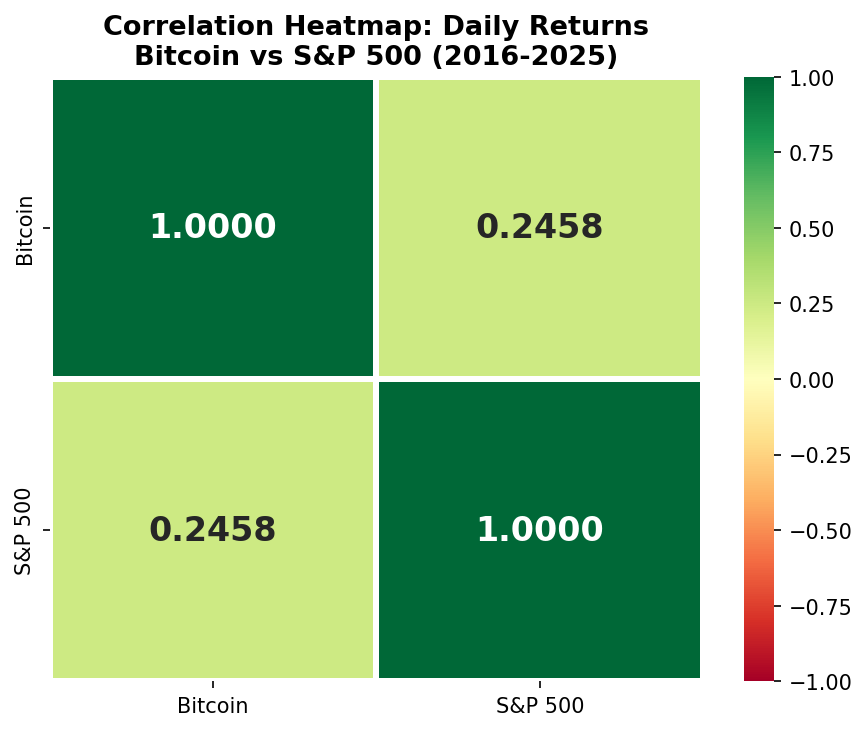 Correlation Heatmap: Daily Returns
Bitcoin vs S&P 500 (2016-2025)
Bitcoin
1.0000
0.2458
S&P 500
0.2458
1.0000
Bitcoin
S&P 500
1.00
0.75
0.50
0.25
0.00
−0.25
−0.50
−0.75
−1.00